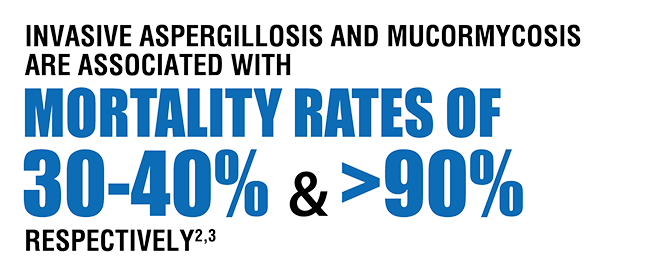 INVASIVE ASPERGILLOSIS AND MUCORMYCOSIS
ARE ASSOCIATED WITH
MORTALITY RATES OF
30-40% & >90%
RESPECTIVELY2,3